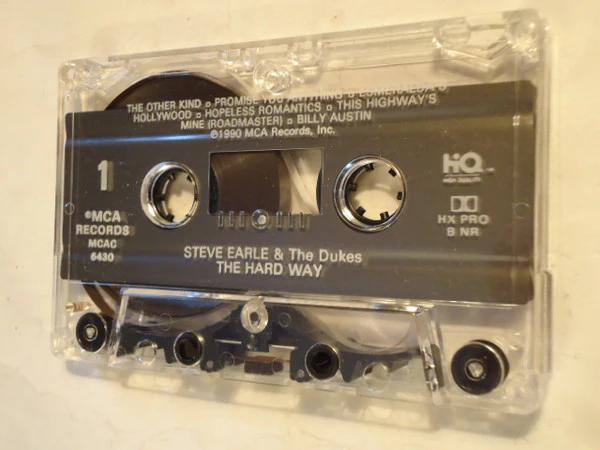 THE OTHER KIND ▫ PROMISE YOU ANYTHING ▫ ESMERALDA'S
HOLLYWOOD ▫ HOPELESS ROMANTICS ▫ THIS HIGHWAY'S
MINE (ROADMASTER) ▫ BILLY AUSTIN
℗1990 MCA Records, Inc.
1
HiQ
HIGH QUALITY
®MCA
RECORDS
MCAC
6430
HX PRO
B NR
STEVE EARLE & The Dukes
THE HARD WAY